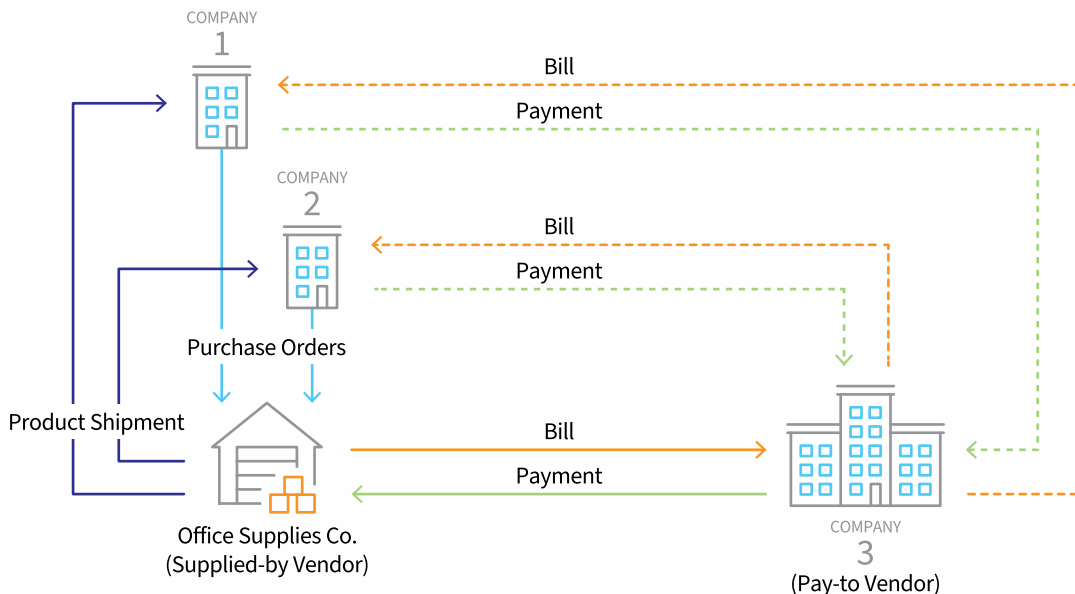 COMPANY
1
Bill
Payment
COMPANY
2
Bill
Payment
Purchase Orders
Product Shipment
Bill
Payment
Office Supplies Co.
(Supplied-by Vendor)
COMPANY
3
(Pay-to Vendor)